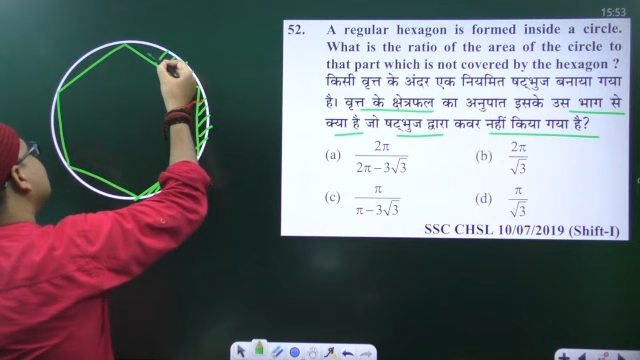 15:53
52. A regular hexagon is formed inside a circle.
What is the ratio of the area of the circle to
that part which is not covered by the hexagon ?
किसी वृत्त के अंदर एक नियमित षट्भुज बनाया गया
है। वृत्त के क्षेत्रफल का अनुपात इसके उस भाग से
क्या है जो षट्भुज द्वारा कवर नहीं किया गया है?
(a) 2π / 2π−3√3 (b) 2π / √3
(c) π / π−3√3 (d) π / √3
SSC CHSL 10/07/2019 (Shift-I)